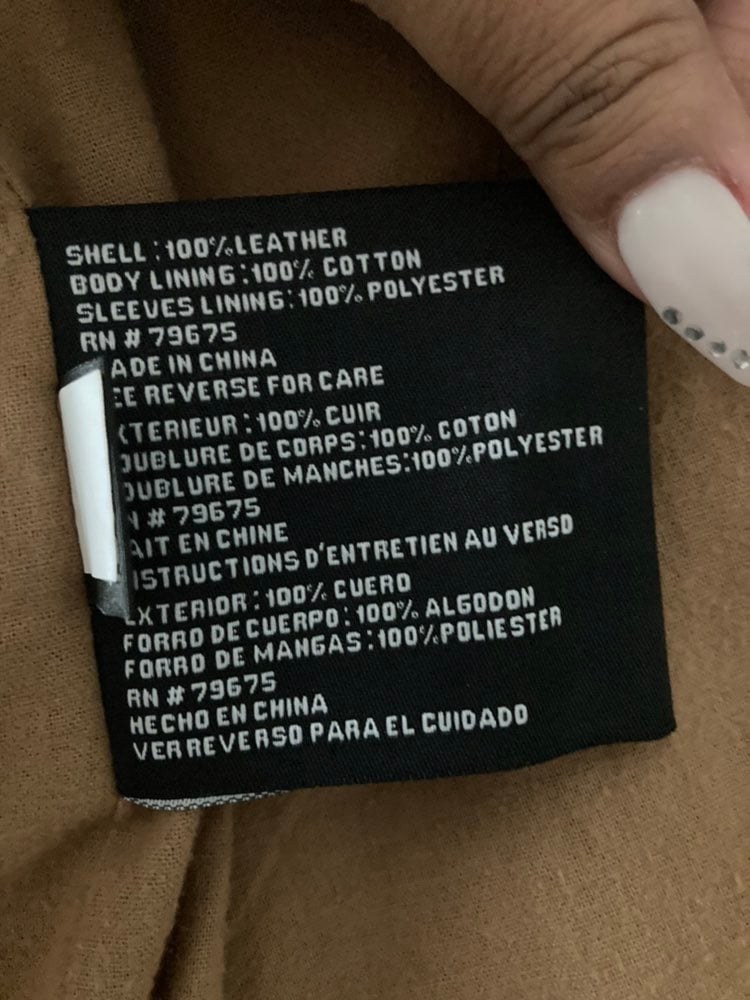 SHELL : 100% LEATHER
BODY LINING : 100% COTTON
SLEEVES LINING : 100% POLYESTER
RN # 79675
ADE IN CHINA
EE REVERSE FOR CARE
XTERIEUR : 100% CUIR
OUBLURE DE CORPS : 100% COTON
OUBLURE DE MANCHES:100%POLYESTER
N # 79675
AIT EN CHINE
ISTRUCTIONS D'ENTRETIEN AU VERSO
EXTERIOR : 100% CUERO
FORRO DE CUERPO : 100% ALGODON
FORRO DE MANGAS :100%POLIESTER
RN # 79675
HECHO EN CHINA
VER REVERSO PARA EL CUIDADO